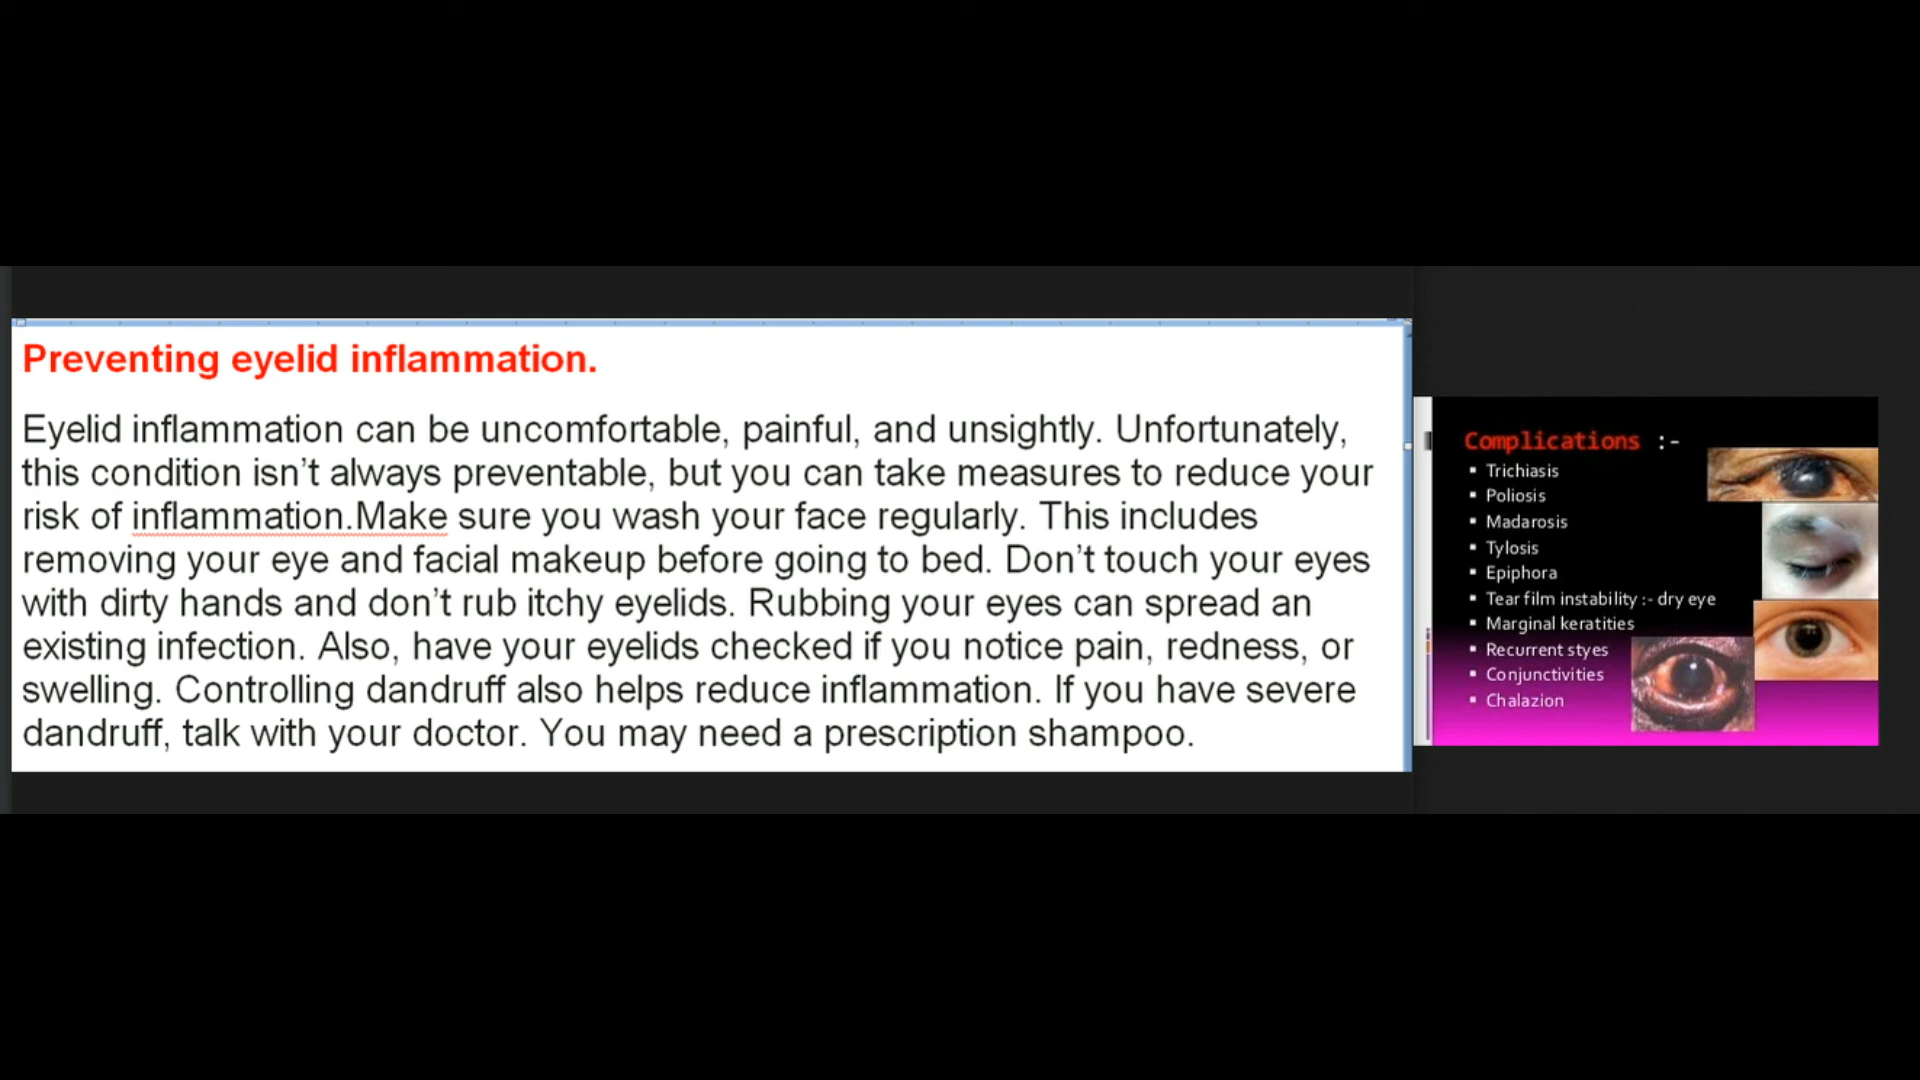 Preventing eyelid inflammation.
Eyelid inflammation can be uncomfortable, painful, and unsightly. Unfortunately,
this condition isn’t always preventable, but you can take measures to reduce your
risk of inflammation.Make sure you wash your face regularly. This includes
removing your eye and facial makeup before going to bed. Don’t touch your eyes
with dirty hands and don’t rub itchy eyelids. Rubbing your eyes can spread an
existing infection. Also, have your eyelids checked if you notice pain, redness, or
swelling. Controlling dandruff also helps reduce inflammation. If you have severe
dandruff, talk with your doctor. You may need a prescription shampoo.
Complications :-
▪ Trichiasis
▪ Poliosis
▪ Madarosis
▪ Tylosis
▪ Epiphora
▪ Tear film instability :- dry eye
▪ Marginal keratities
▪ Recurrent styes
▪ Conjunctivities
▪ Chalazion